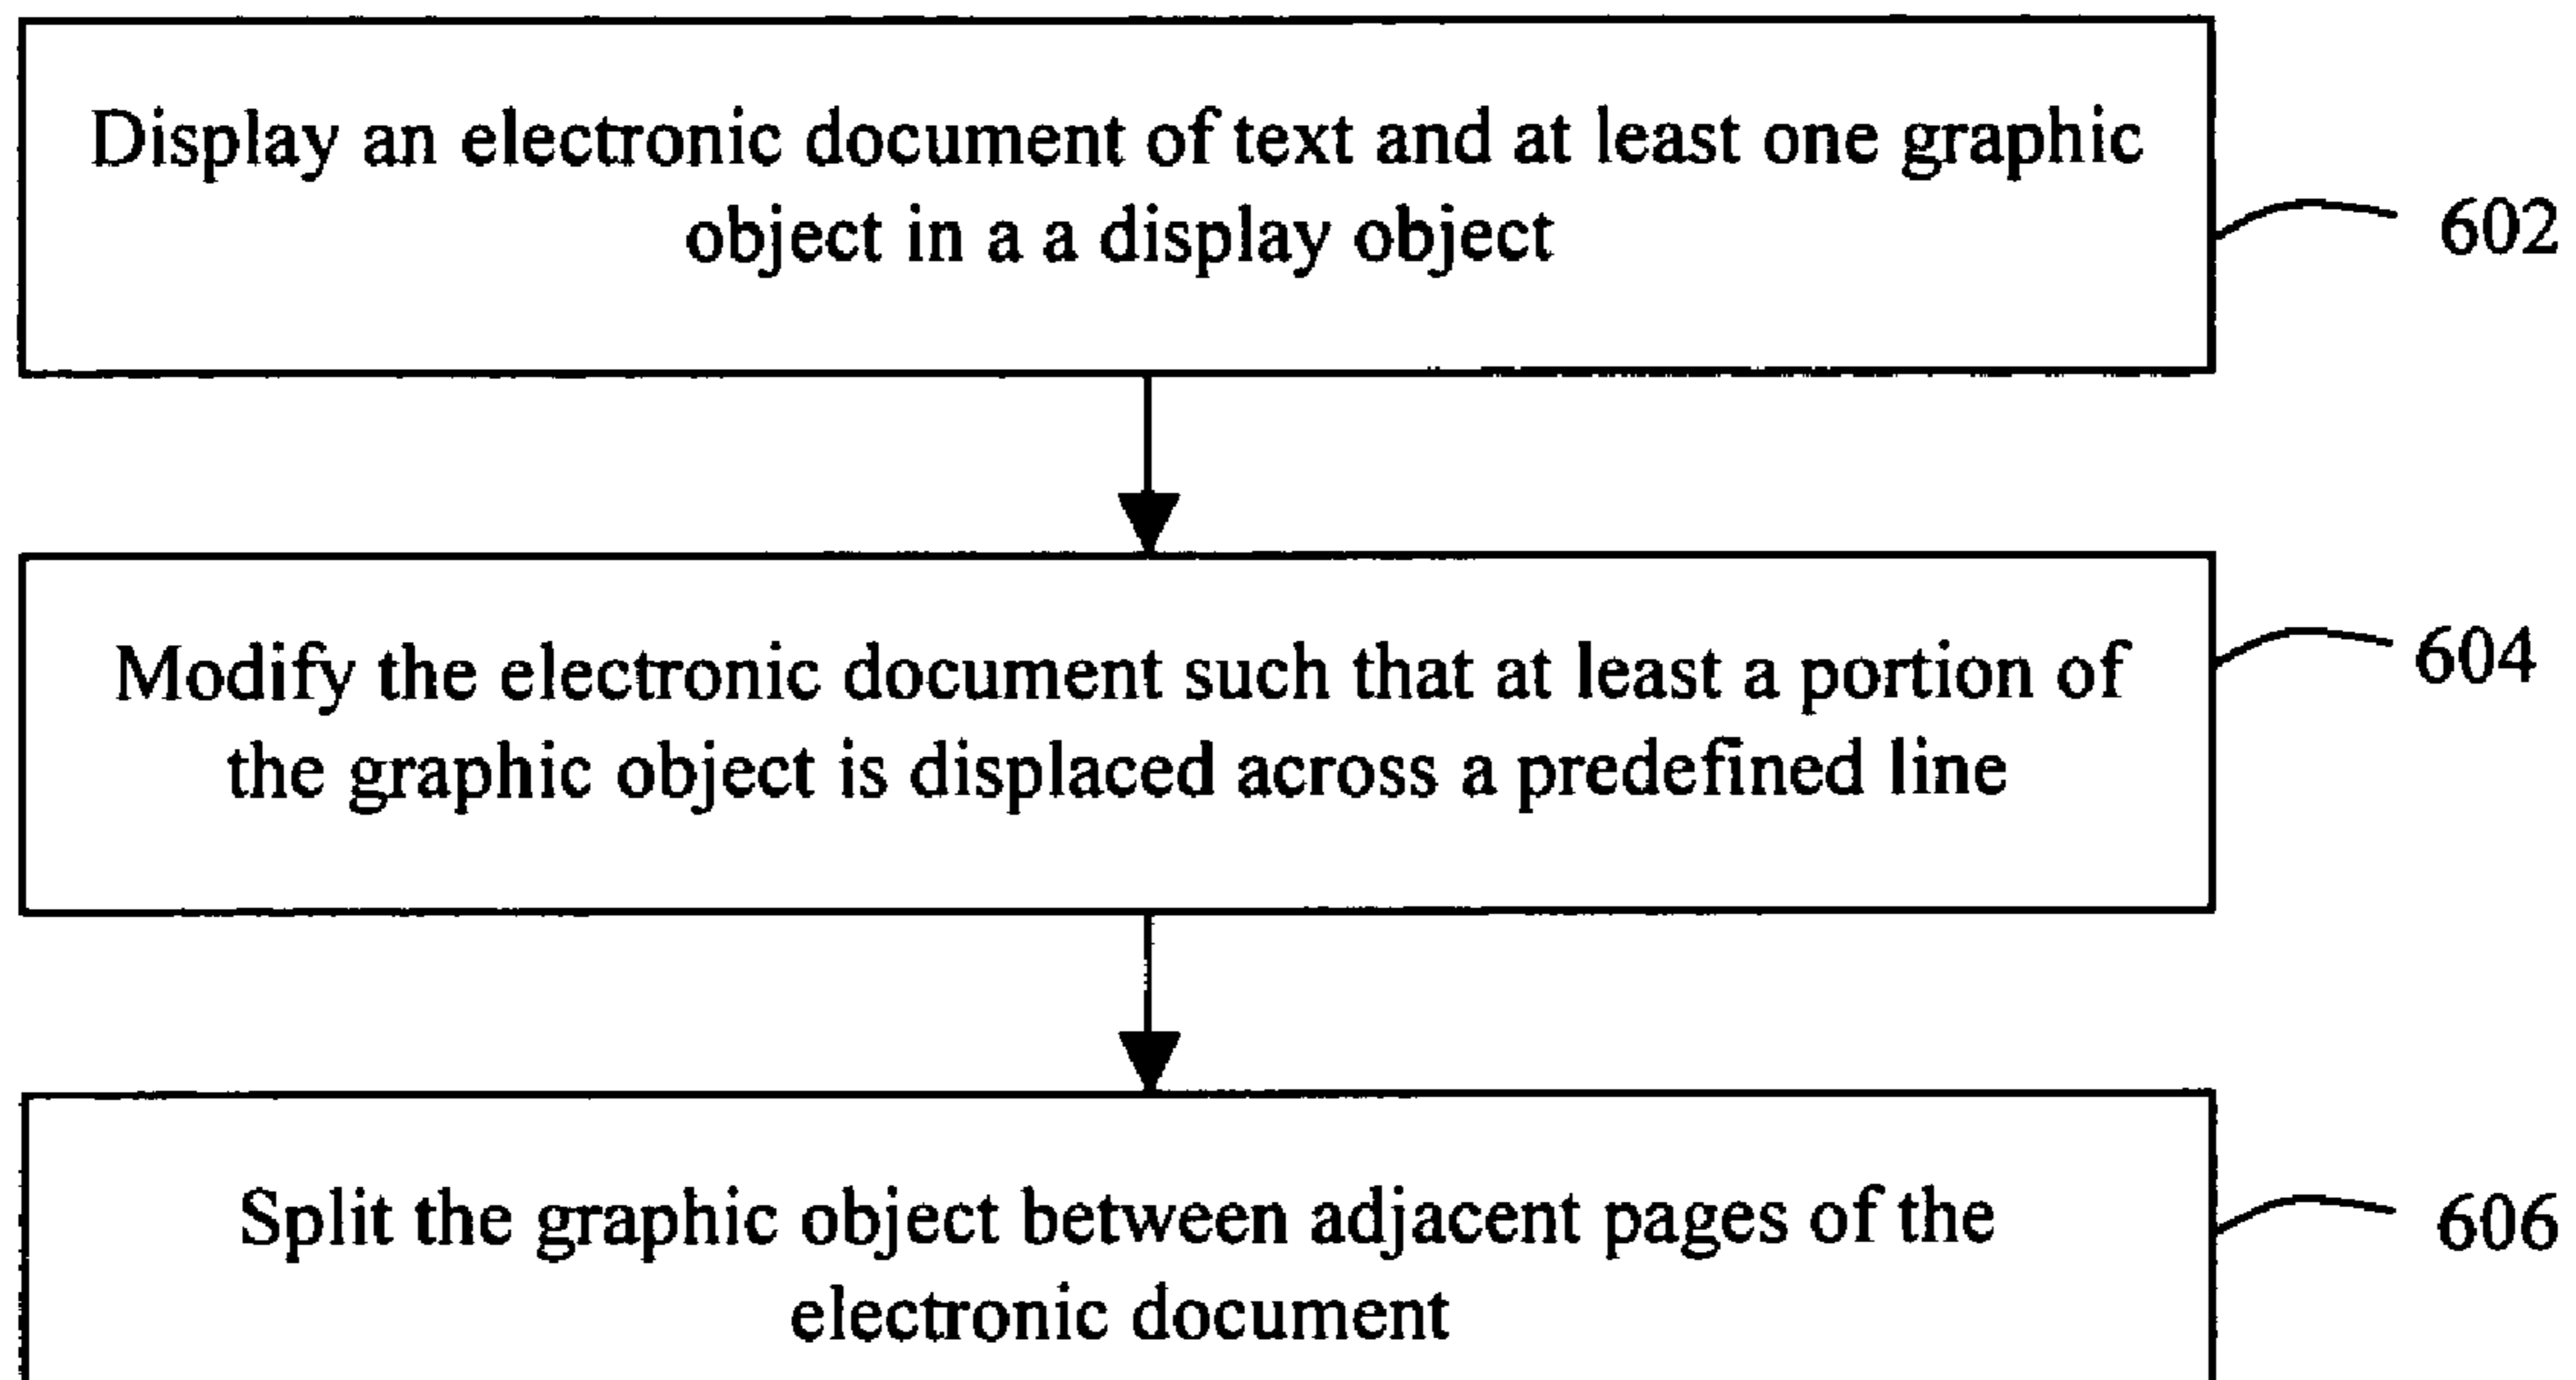 Display an electronic document of text and at least one graphic
object in a a display object
602
Modify the electronic document such that at least a portion of
the graphic object is displaced across a predefined line
604
Split the graphic object between adjacent pages of the
electronic document
606